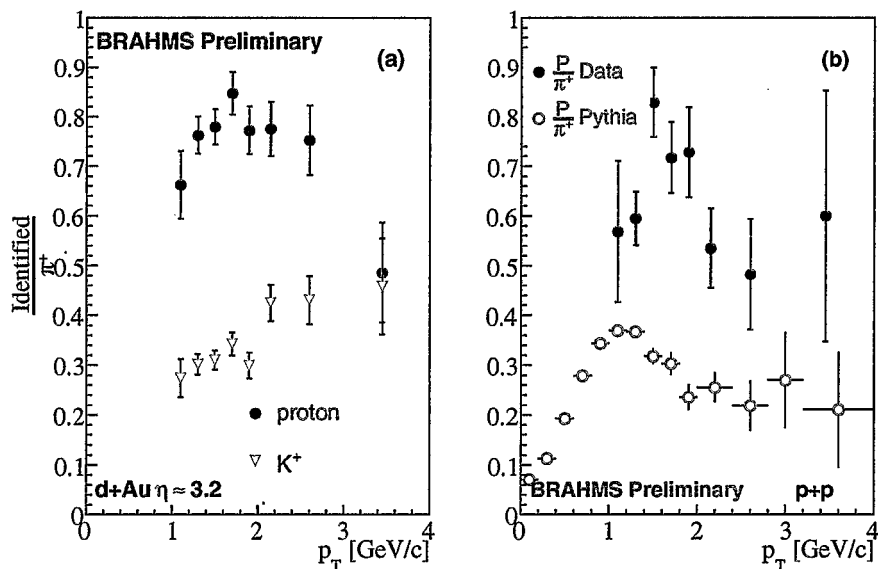 BRAHMS Preliminary
(a)
1
0.9
0.8
0.7
0.6
0.5
0.4
0.3
0.2
0.1
0
Identified
π⁺
proton
K⁺
d+Au η ≈ 3.2
0 1 2 3 4
p_T [GeV/c]
(b)
P/π⁺ Data
P/π⁺ Pythia
1
0.9
0.8
0.7
0.6
0.5
0.4
0.3
0.2
0.1
0
BRAHMS Preliminary p+p
0 1 2 3 4
p_T [GeV/c]